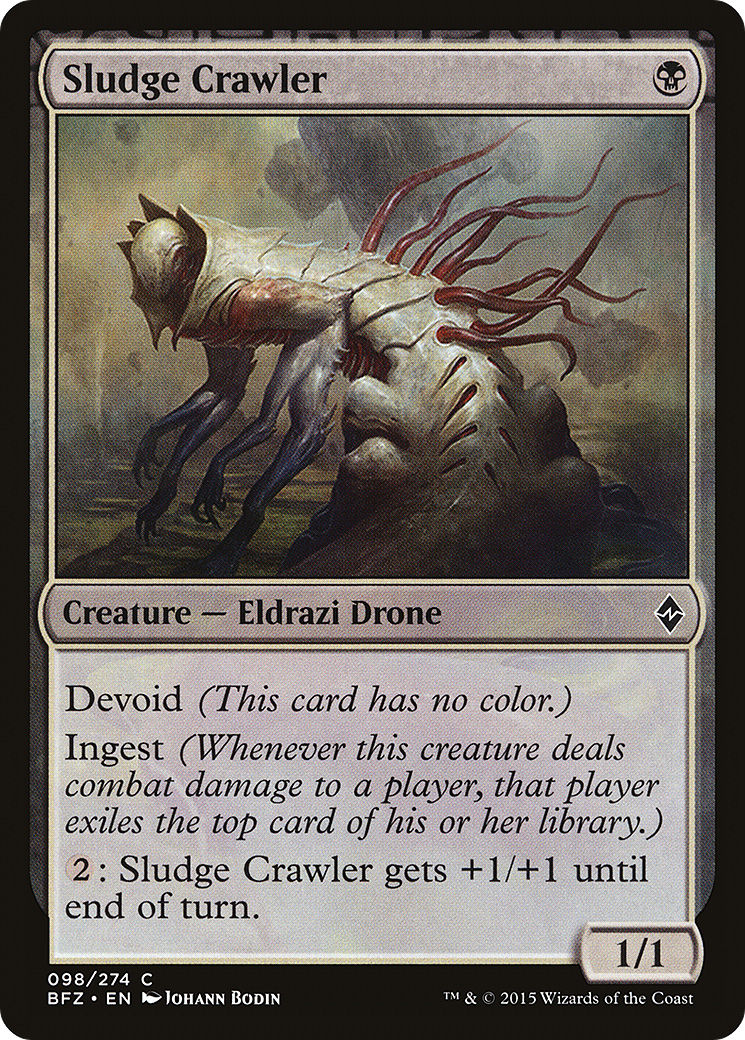 Sludge Crawler
Creature — Eldrazi Drone
Devoid (This card has no color.)
Ingest (Whenever this creature deals
combat damage to a player, that player
exiles the top card of his or her library.)
2: Sludge Crawler gets +1/+1 until
end of turn.
1/1
098/274 C
BFZ • EN Johann Bodin
™ & © 2015 Wizards of the Coast